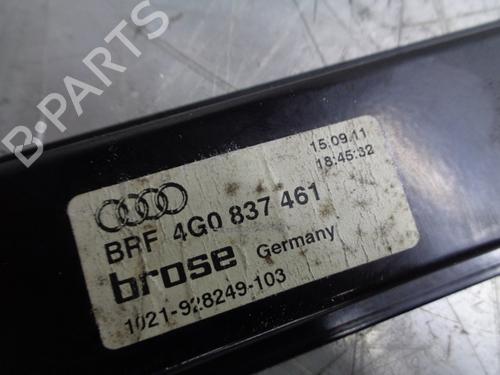 B-PARTS
15.09.11
18:45:32
BRF 4G0 837 461
brose Germany
1021-928249-103